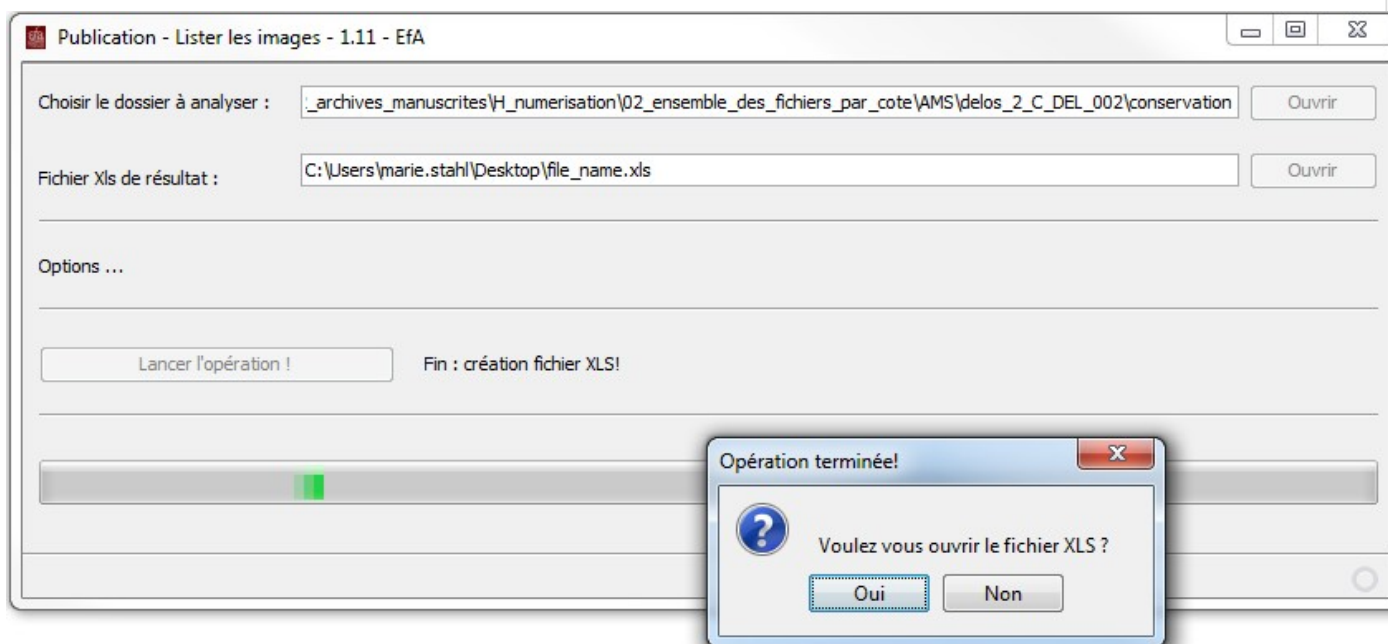 Publication - Lister les images - 1.11 - EfA
Choisir le dossier à analyser : :_archives_manuscrites\H_numerisation\02_ensemble_des_fichiers_par_cote\AMS\delos_2_C_DEL_002\conservation Ouvrir
Fichier Xls de résultat : C:\Users\marie.stahl\Desktop\file_name.xls Ouvrir
Options ...
Lancer l'opération ! Fin : création fichier XLS!
Opération terminée!
Voulez vous ouvrir le fichier XLS ?
Oui Non